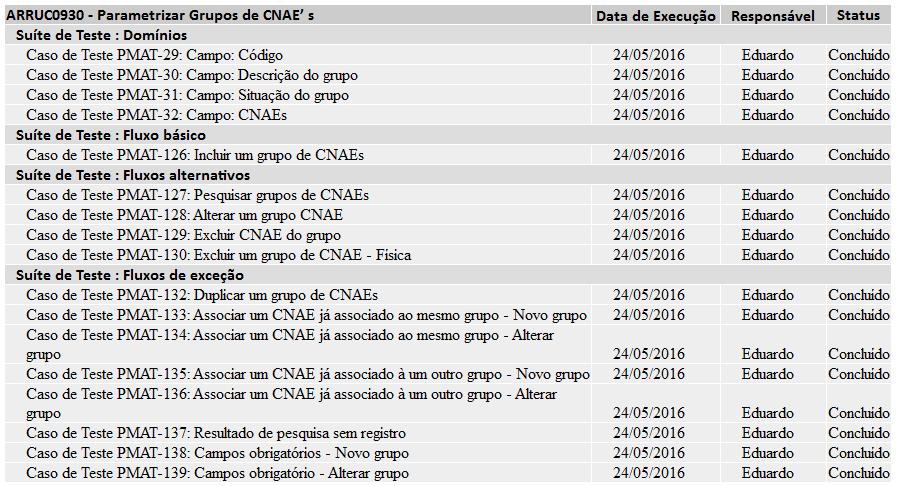 ARRUC0930 - Parametrizar Grupos de CNAE’ s Data de Execução Responsável Status
Suíte de Teste : Domínios
Caso de Teste PMAT-29: Campo: Código 24/05/2016 Eduardo Concluído
Caso de Teste PMAT-30: Campo: Descrição do grupo 24/05/2016 Eduardo Concluído
Caso de Teste PMAT-31: Campo: Situação do grupo 24/05/2016 Eduardo Concluído
Caso de Teste PMAT-32: Campo: CNAEs 24/05/2016 Eduardo Concluído
Suíte de Teste : Fluxo básico
Caso de Teste PMAT-126: Incluir um grupo de CNAEs 24/05/2016 Eduardo Concluído
Suíte de Teste : Fluxos alternativos
Caso de Teste PMAT-127: Pesquisar grupos de CNAEs 24/05/2016 Eduardo Concluído
Caso de Teste PMAT-128: Alterar um grupo CNAE 24/05/2016 Eduardo Concluído
Caso de Teste PMAT-129: Excluir CNAE do grupo 24/05/2016 Eduardo Concluído
Caso de Teste PMAT-130: Excluir um grupo de CNAE - Física 24/05/2016 Eduardo Concluído
Suíte de Teste : Fluxos de exceção
Caso de Teste PMAT-132: Duplicar um grupo de CNAEs 24/05/2016 Eduardo Concluído
Caso de Teste PMAT-133: Associar um CNAE já associado ao mesmo grupo - Novo grupo 24/05/2016 Eduardo Concluído
Caso de Teste PMAT-134: Associar um CNAE já associado ao mesmo grupo - Alterar
grupo 24/05/2016 Eduardo Concluído
Caso de Teste PMAT-135: Associar um CNAE já associado à um outro grupo - Novo grupo 24/05/2016 Eduardo Concluído
Caso de Teste PMAT-136: Associar um CNAE já associado à um outro grupo - Alterar
grupo 24/05/2016 Eduardo Concluído
Caso de Teste PMAT-137: Resultado de pesquisa sem registro 24/05/2016 Eduardo Concluído
Caso de Teste PMAT-138: Campos obrigatórios - Novo grupo 24/05/2016 Eduardo Concluído
Caso de Teste PMAT-139: Campos obrigatório - Alterar grupo 24/05/2016 Eduardo Concluído